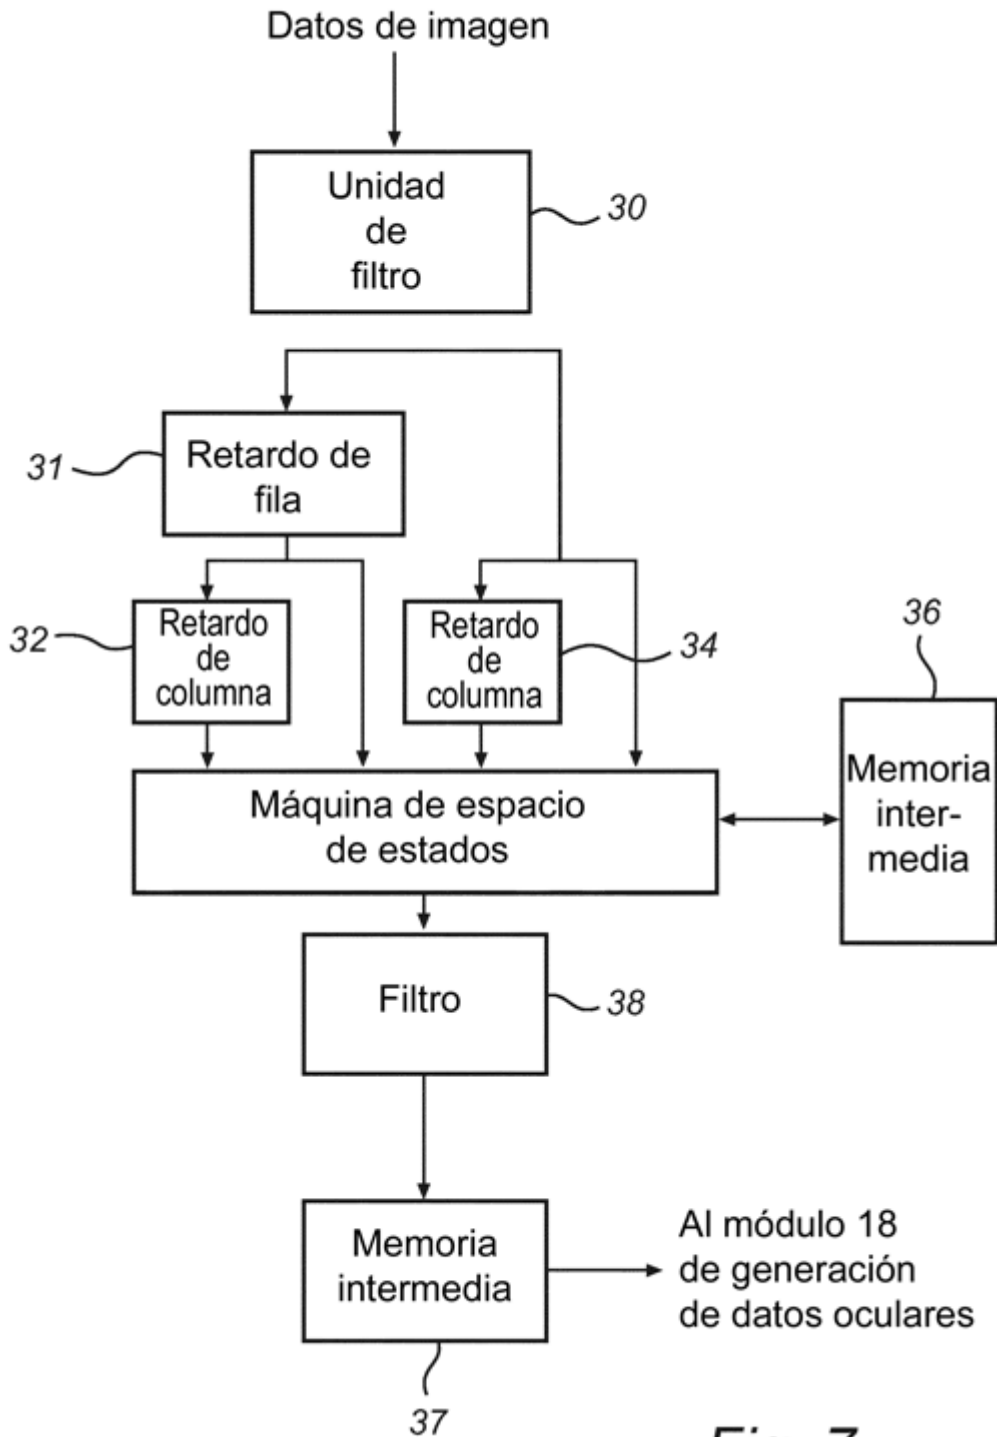 Datos de imagen
Unidad
de
filtro
30
31
Retardo de
fila
32
Retardo
de
columna
Retardo
de
columna
34
36
Memoria
inter-
media
Máquina de espacio
de estados
Filtro
38
Memoria
intermedia
Al módulo 18
de generación
de datos oculares
37